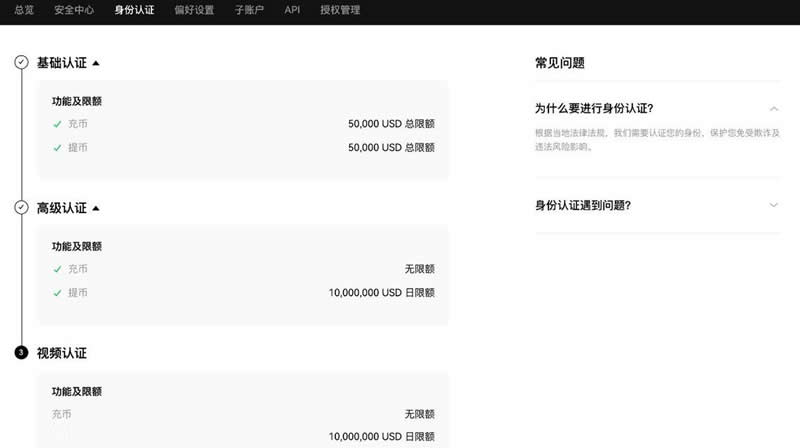 总览 安全中心 身份认证 偏好设置 子账户 API 授权管理
基础认证
功能及限额
充币 50,000 USD 总限额
提币 50,000 USD 总限额
高级认证
功能及限额
充币 无限额
提币 10,000,000 USD 日限额
3 视频认证
功能及限额
充币 无限额
10,000,000 USD 日限额
常见问题
为什么要进行身份认证?
根据当地法律法规，我们需要认证您的身份，保护您免受欺诈及
违法风险影响。
身份认证遇到问题?